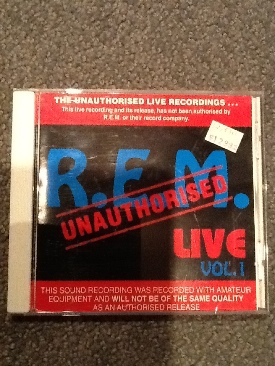 THE UNAUTHORISED LIVE RECORDINGS ...
This live recording and its release, has not been authorised by
R.E.M. or their record company.
R.E.M.
UNAUTHORISED
LIVE
VOL. 1
THIS SOUND RECORDING WAS RECORDED WITH AMATEUR
EQUIPMENT AND WILL NOT BE OF THE SAME QUALITY
AS AN AUTHORISED RELEASE